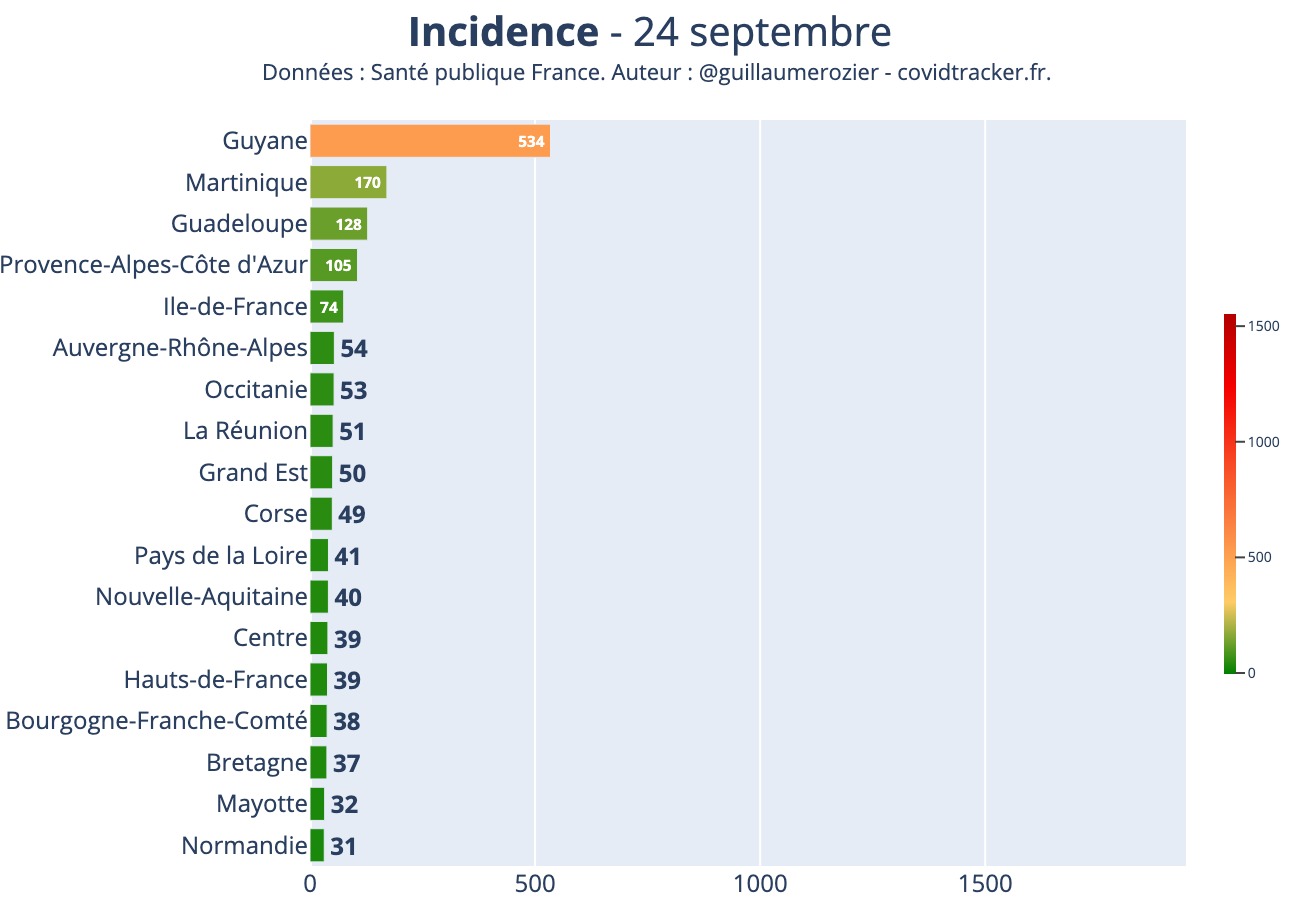 Incidence - 24 septembre
Données : Santé publique France. Auteur : @guillaumerozier - covidtracker.fr.
Guyane 534
Martinique 170
Guadeloupe 128
Provence-Alpes-Côte d'Azur 105
Ile-de-France 74
Auvergne-Rhône-Alpes 54
Occitanie 53
La Réunion 51
Grand Est 50
Corse 49
Pays de la Loire 41
Nouvelle-Aquitaine 40
Centre 39
Hauts-de-France 39
Bourgogne-Franche-Comté 38
Bretagne 37
Mayotte 32
Normandie 31
0 500 1000 1500
1500
1000
500
0